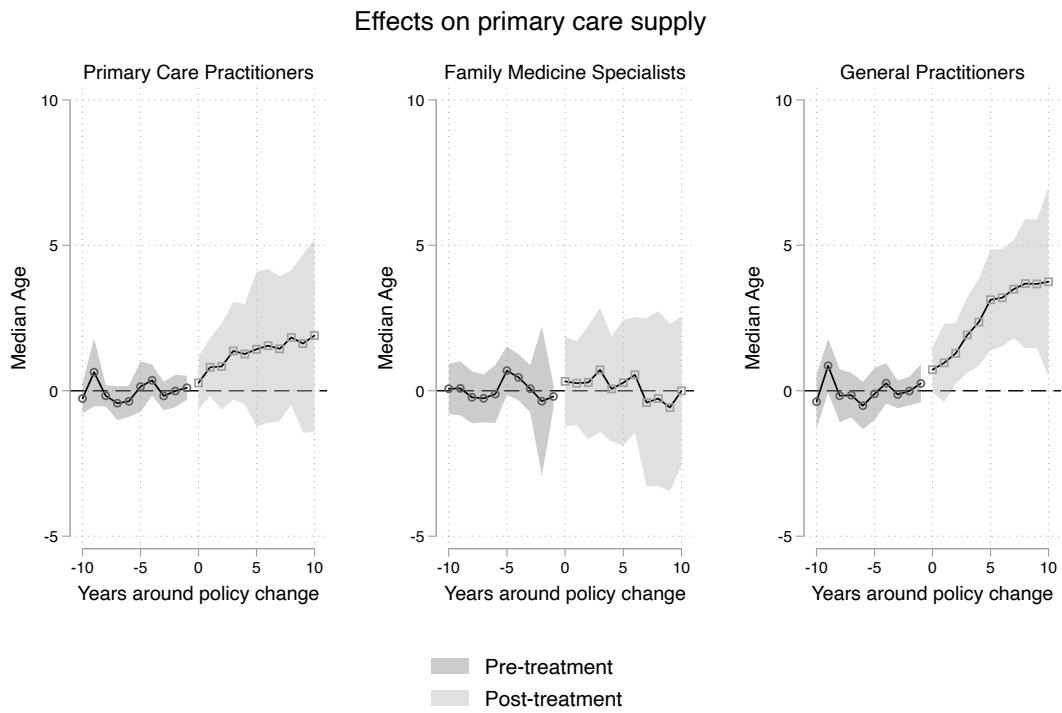 Effects on primary care supply
Primary Care Practitioners
10
5
0
-5
Median Age
-10 -5 0 5 10
Years around policy change
Family Medicine Specialists
10
5
0
-5
Median Age
-10 -5 0 5 10
Years around policy change
General Practitioners
10
5
0
-5
Median Age
-10 -5 0 5 10
Years around policy change
Pre-treatment
Post-treatment